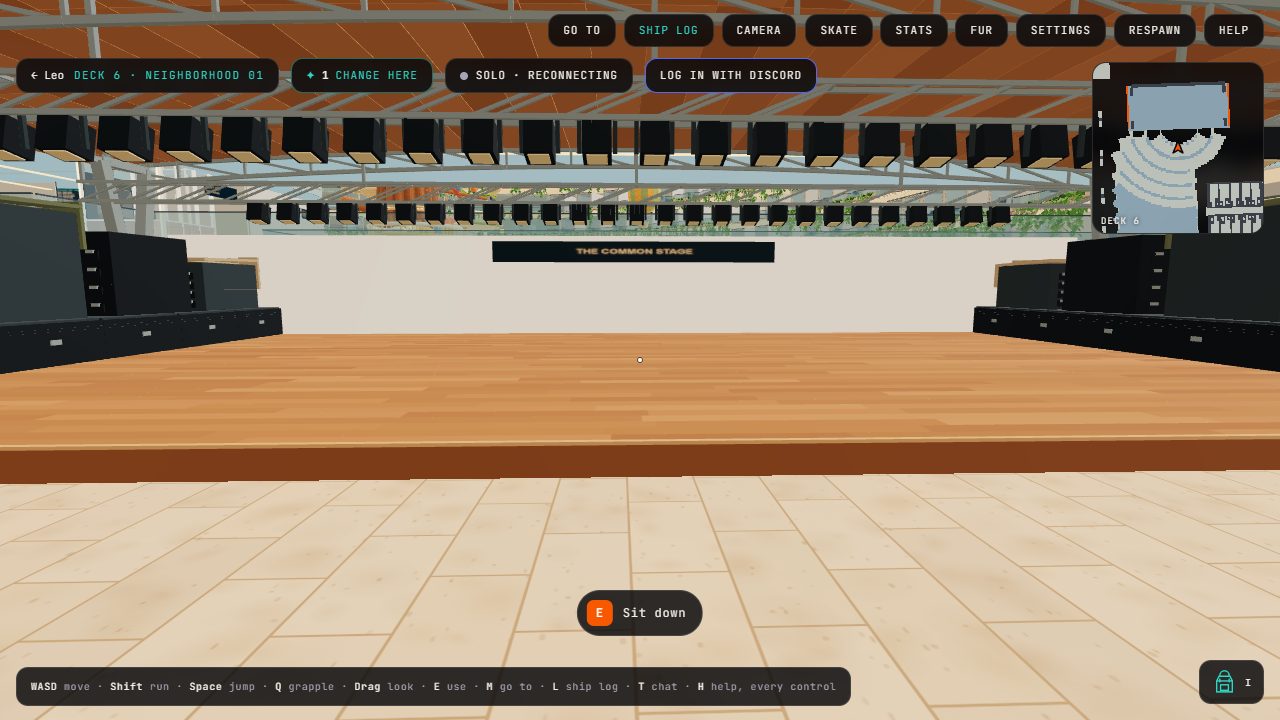 GO TO
SHIP LOG
CAMERA
SKATE
STATS
FUR
SETTINGS
RESPAWN
HELP
← Leo DECK 6 · NEIGHBORHOOD 01
✦ 1 CHANGE HERE
SOLO · RECONNECTING
LOG IN WITH DISCORD
DECK 6
THE COMMON STAGE
E Sit down
WASD move · Shift run · Space jump · Q grapple · Drag look · E use · M go to · L ship log · T chat · H help, every control
I